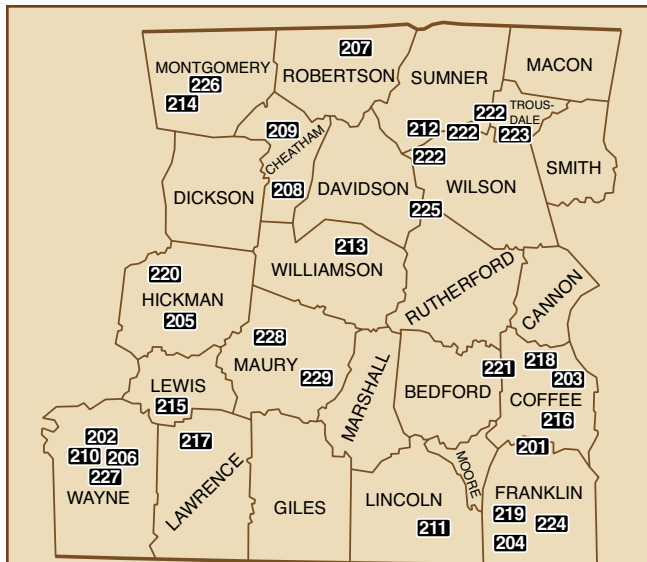 207
MONTGOMERY
ROBERTSON
SUMNER
MACON
226
214
222
TROUS-
DALE
209
212
222
223
CHEATHAM
222
SMITH
DICKSON
208
DAVIDSON
WILSON
225
213
WILLIAMSON
RUTHERFORD
220
HICKMAN
205
CANNON
228
MAURY
229
MARSHALL
221
BEDFORD
218
203
COFFEE
216
LEWIS
215
202
210
206
227
WAYNE
217
LAWRENCE
201
GILES
LINCOLN
211
MOORE
FRANKLIN
219
224
204